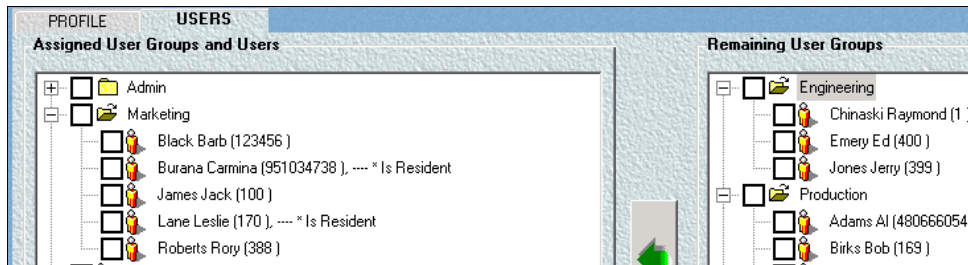 PROFILE
USERS
Assigned User Groups and Users
Admin
Marketing
Black Barb (123456 )
Burana Carmina (951034738 ), ---- * Is Resident
James Jack (100 )
Lane Leslie (170 ), ---- * Is Resident
Roberts Rory (388 )
Remaining User Groups
Engineering
Chinaski Raymond (1 )
Emery Ed (400 )
Jones Jerry (399 )
Production
Adams Al (480666054
Birks Bob (169 )